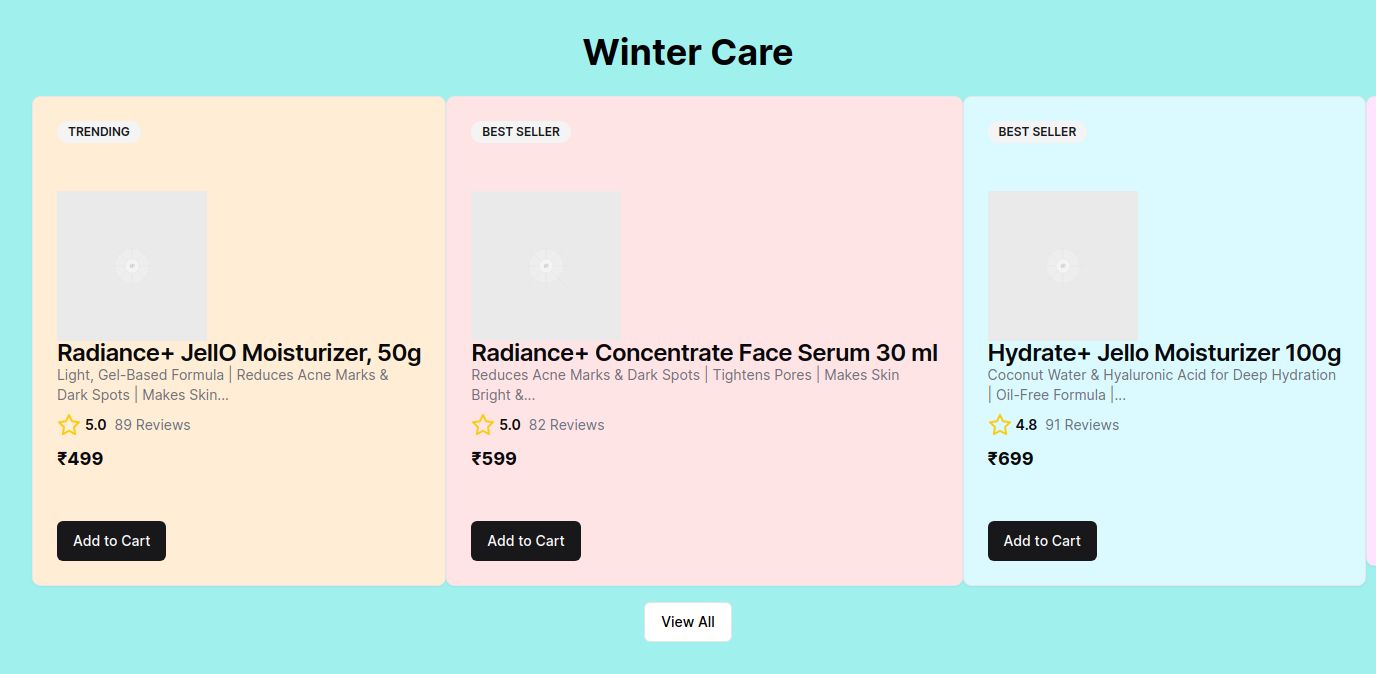 Winter Care
TRENDING
Radiance+ JellO Moisturizer, 50g
Light, Gel-Based Formula | Reduces Acne Marks &
Dark Spots | Makes Skin...
5.0 89 Reviews
₹499
Add to Cart
BEST SELLER
Radiance+ Concentrate Face Serum 30 ml
Reduces Acne Marks & Dark Spots | Tightens Pores | Makes Skin
Bright &...
5.0 82 Reviews
₹599
Add to Cart
BEST SELLER
Hydrate+ Jello Moisturizer 100g
Coconut Water & Hyaluronic Acid for Deep Hydration
| Oil-Free Formula |...
4.8 91 Reviews
₹699
Add to Cart
View All